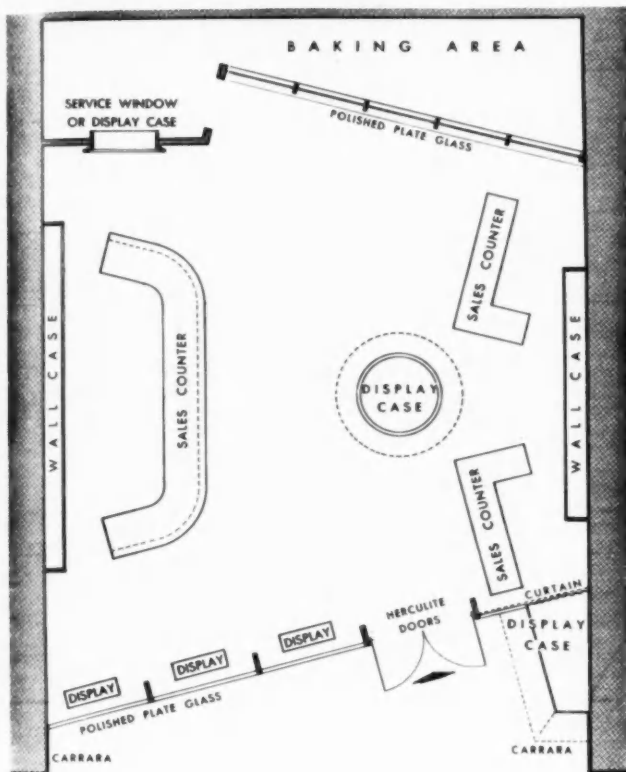 BAKING AREA
SERVICE WINDOW
OR DISPLAY CASE
POLISHED PLATE GLASS
WALL CASE
SALES COUNTER
SALES COUNTER
DISPLAY
CASE
WALL CASE
SALES COUNTER
CURTAIN
HERCULITE
DOORS
DISPLAY
CASE
DISPLAY
DISPLAY
DISPLAY
POLISHED PLATE GLASS
CARRARA
CARRARA